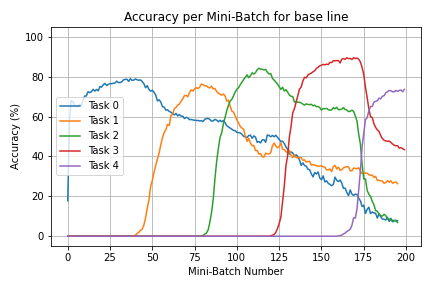 Accuracy per Mini-Batch for base line
Accuracy (%)
100
80
60
40
20
0
Task 0
Task 1
Task 2
Task 3
Task 4
0 25 50 75 100 125 150 175 200
Mini-Batch Number